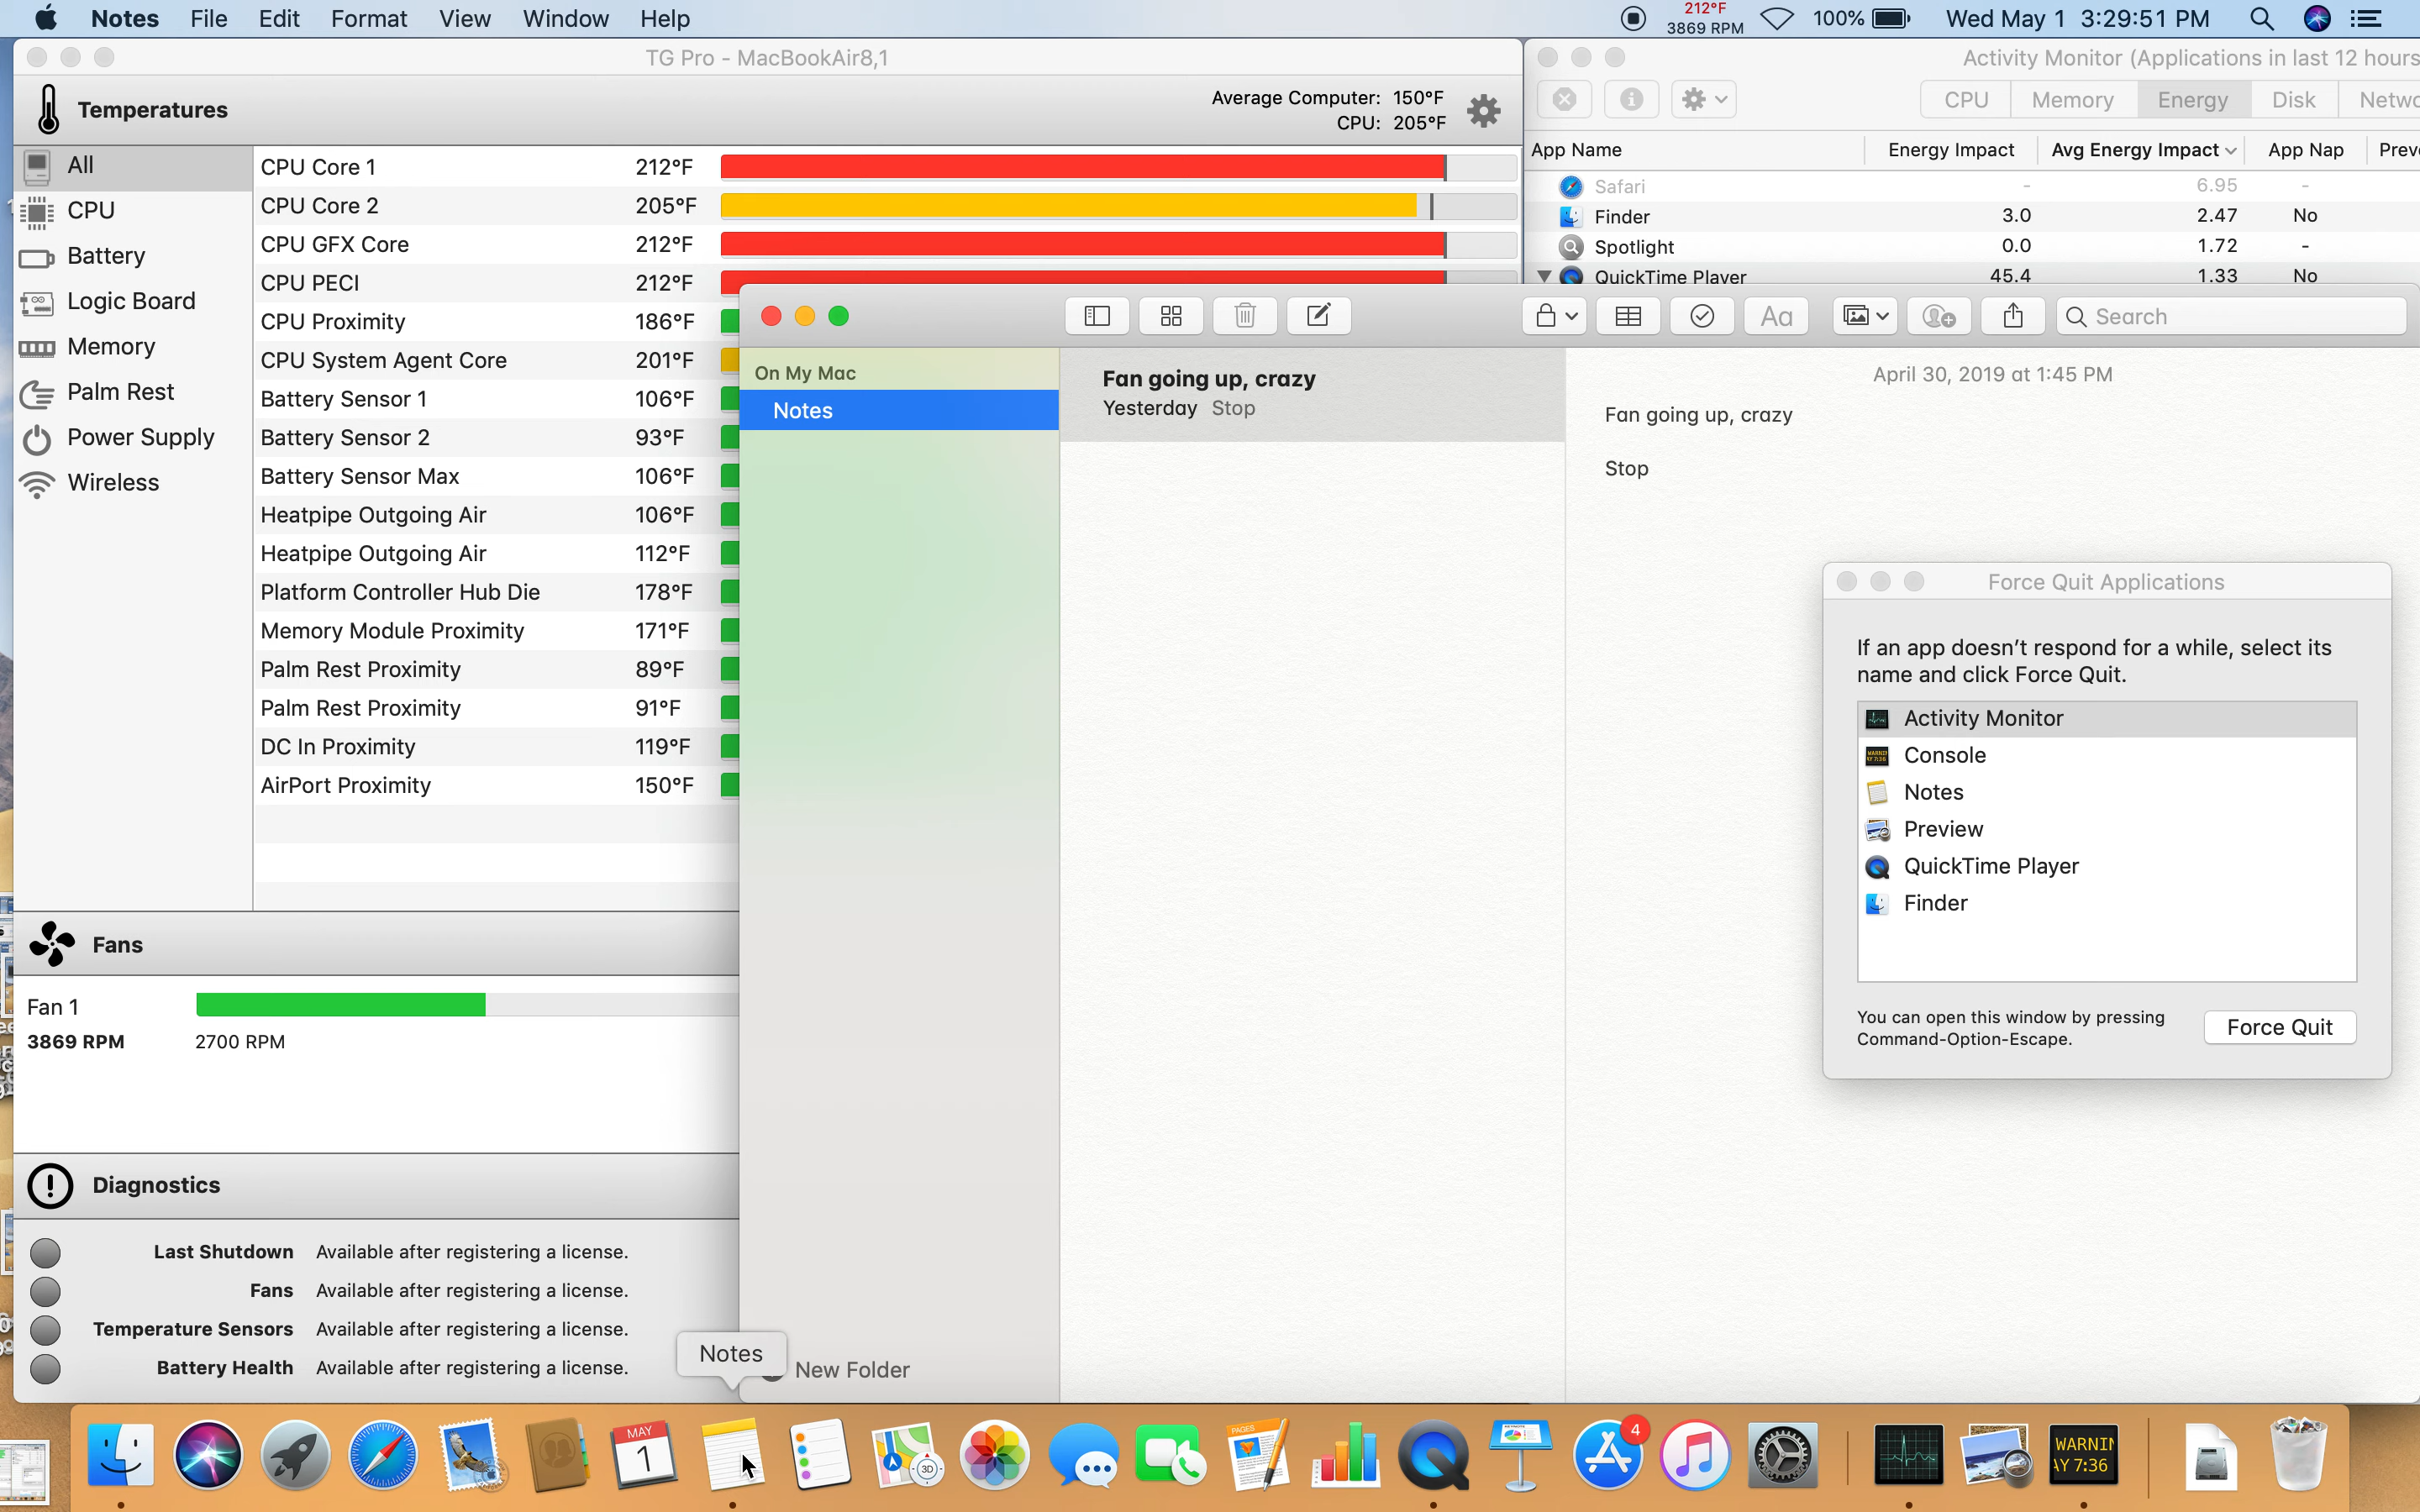 Notes File Edit Format View Window Help
212°F
3869 RPM
100%
Wed May 1 3:29:51 PM
TG Pro - MacBookAir8,1
Temperatures
Average Computer: 150°F
CPU: 205°F
All
CPU
Battery
Logic Board
Memory
Palm Rest
Power Supply
Wireless
CPU Core 1 212°F
CPU Core 2 205°F
CPU GFX Core 212°F
CPU PECI 212°F
CPU Proximity 186°F
CPU System Agent Core 201°F
Battery Sensor 1 106°F
Battery Sensor 2 93°F
Battery Sensor Max 106°F
Heatpipe Outgoing Air 106°F
Heatpipe Outgoing Air 112°F
Platform Controller Hub Die 178°F
Memory Module Proximity 171°F
Palm Rest Proximity 89°F
Palm Rest Proximity 91°F
DC In Proximity 119°F
AirPort Proximity 150°F
Fans
Fan 1
3869 RPM 2700 RPM
Diagnostics
Last Shutdown Available after registering a license.
Fans Available after registering a license.
Temperature Sensors Available after registering a license.
Battery Health Available after registering a license.
Activity Monitor (Applications in last 12 hours
CPU Memory Energy Disk Netwo
App Name Energy Impact Avg Energy Impact App Nap Prev
Safari - 6.95 -
Finder 3.0 2.47 No
Spotlight 0.0 1.72 -
QuickTime Player 45.4 1.33 No
Aa
Search
On My Mac
Notes
Fan going up, crazy
Yesterday Stop
April 30, 2019 at 1:45 PM
Fan going up, crazy
Stop
Force Quit Applications
If an app doesn't respond for a while, select its
name and click Force Quit.
Activity Monitor
Console
Notes
Preview
QuickTime Player
Finder
You can open this window by pressing
Command-Option-Escape.
Force Quit
New Folder
Notes
MAY
1
3D
PAGES
4
WARNIN
AY 7:36